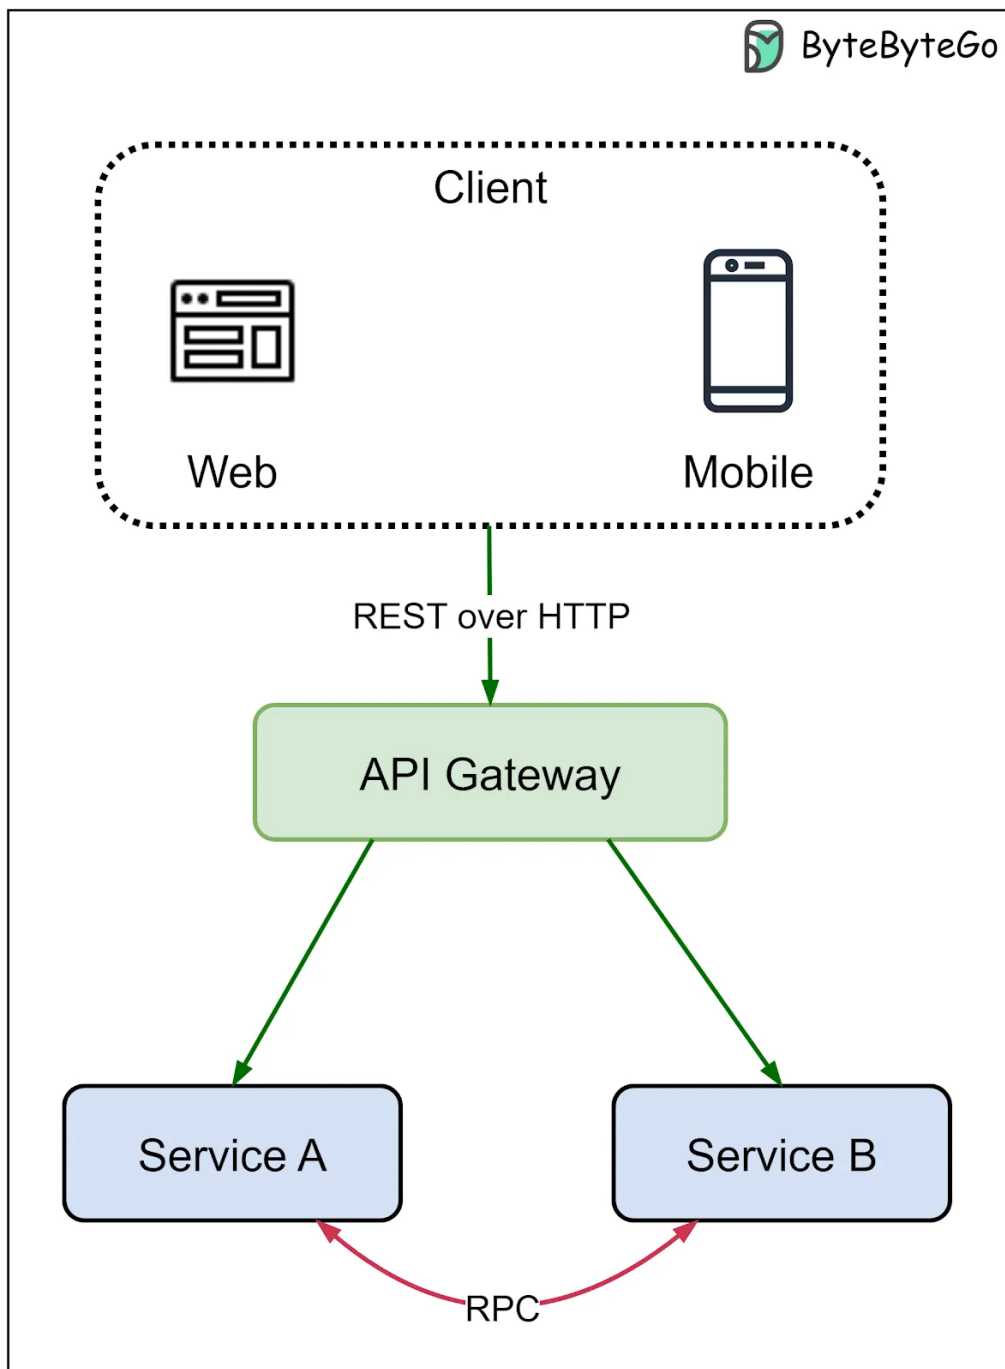 ByteByteGo
Client
Web
Mobile
REST over HTTP
API Gateway
Service A
Service B
RPC